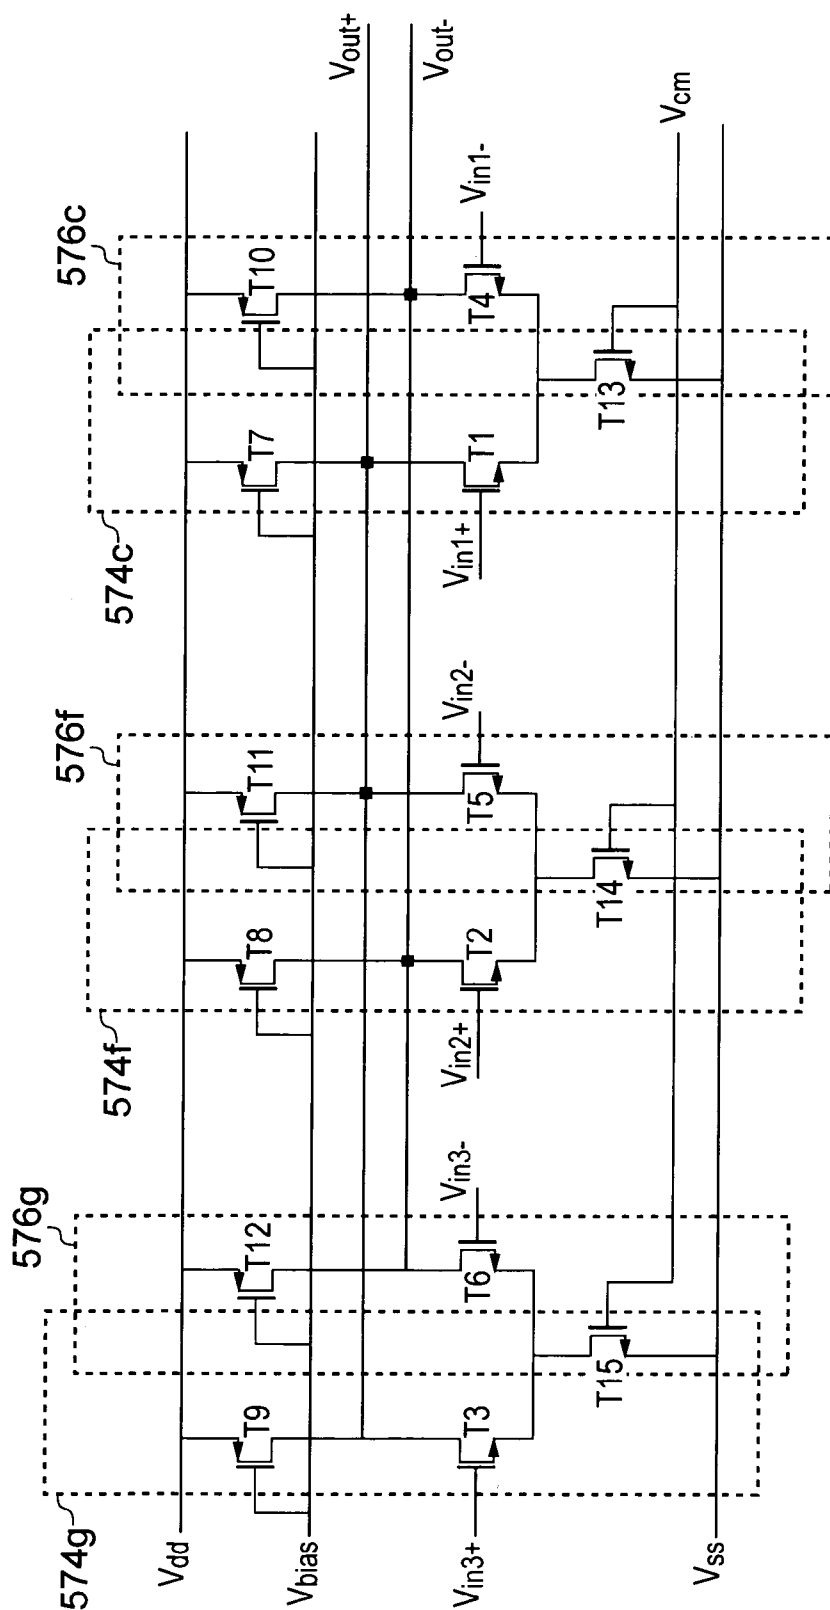 574g
576g
574f
576f
574c
576c
Vdd
Vbias
Vin3+
Vss
T9
T12
T8
T11
T7
T10
Vout+
Vout-
T3
T6
Vin3-
Vin2+
T2
T5
Vin2-
Vin1+
T1
T4
Vin1-
T15
T14
T13
Vcm